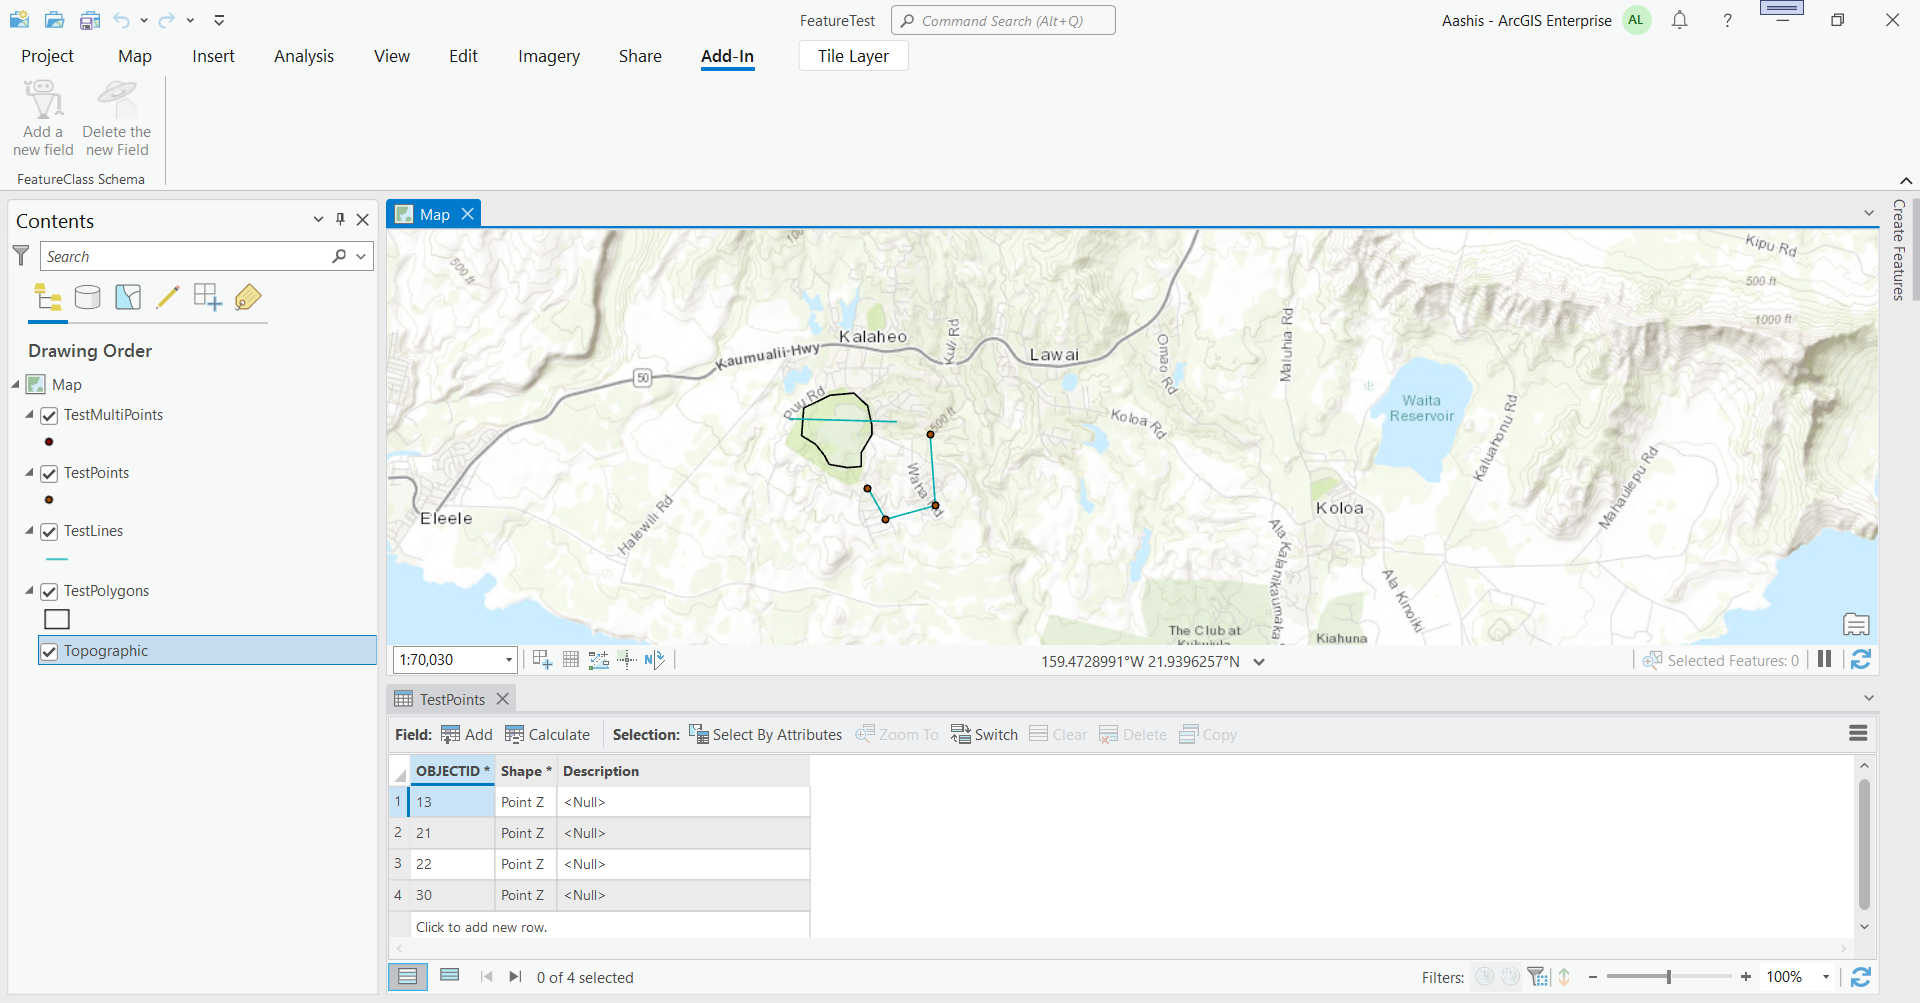 FeatureTest
Command Search (Alt+Q)
Aashis - ArcGIS Enterprise
AL
?
Project
Map
Insert
Analysis
View
Edit
Imagery
Share
Add-In
Tile Layer
Add a
new field
Delete the
new Field
FeatureClass Schema
Contents
Search
Drawing Order
Map
TestMultiPoints
TestPoints
TestLines
TestPolygons
Topographic
Map
Create Features
500 ft
Kipu Rd
500 ft
1000 ft
Kalaheo
Kuli Rd
Kaumualii-Hwy
Lawai
Omao Rd
Maluhia Rd
50
Puu Rd
500 ft
Koloa Rd
Waita
Reservoir
Kaluahonu Rd
Waha Rd
Mahaulepu Rd
Eleele
Halewili Rd
Koloa
Ala Kalanikaumaka
Ala Kinoiki
The Club at
Kukuiula
Kiahuna
1:70,030
159.4728991°W 21.9396257°N
Selected Features: 0
TestPoints
Field:
Add
Calculate
Selection:
Select By Attributes
Zoom To
Switch
Clear
Delete
Copy
OBJECTID * Shape * Description
1 13 Point Z <Null>
2 21 Point Z <Null>
3 22 Point Z <Null>
4 30 Point Z <Null>
Click to add new row.
0 of 4 selected
Filters:
100%